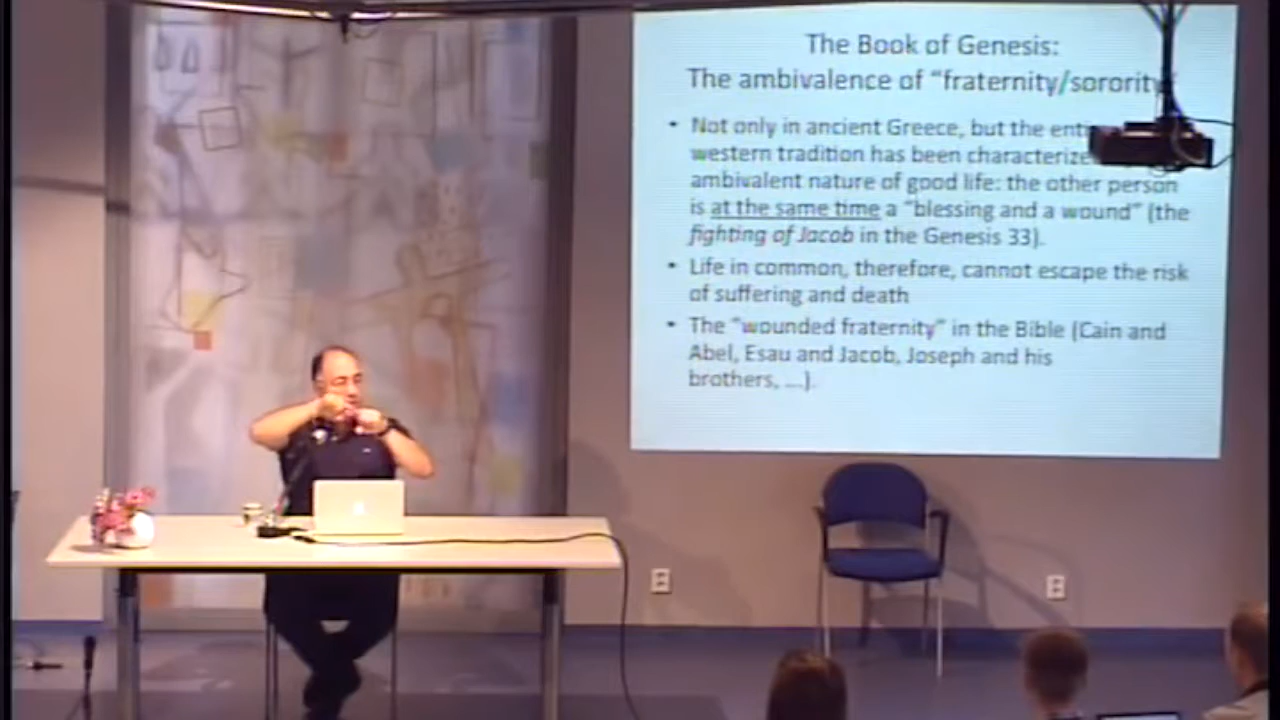 The Book of Genesis:
The ambivalence of "fraternity/sorority"
• Not only in ancient Greece, but the
western tradition has been
ambivalent nature of good life: the other person
is at the same time a "blessing and a wound" (the
fighting of Jacob in the Genesis 33).
• Life in common, therefore, cannot escape the risk
of suffering and death
• The "wounded fraternity" in the Bible (Cain and
Abel, Esau and Jacob, Joseph and his
brothers, ...).